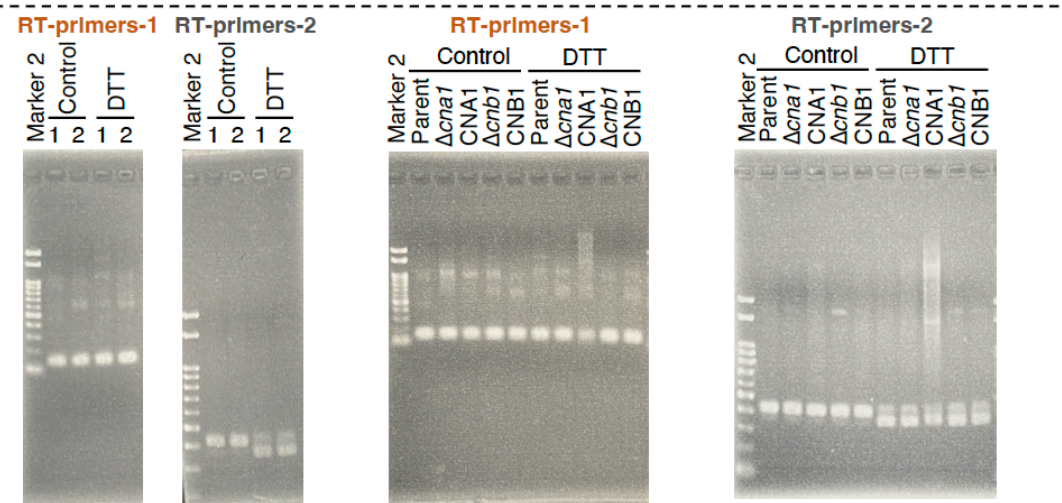 RT-primers-1
Marker 2
Control
DTT
1 2 1 2
RT-primers-2
Marker 2
Control
DTT
1 2 1 2
RT-primers-1
Control DTT
Marker 2
Parent
Δcna1
CNA1
Δcnb1
CNB1
Parent
Δcna1
CNA1
Δcnb1
CNB1
RT-primers-2
Control DTT
Marker 2
Parent
Δcna1
CNA1
Δcnb1
CNB1
Parent
Δcna1
CNA1
Δcnb1
CNB1